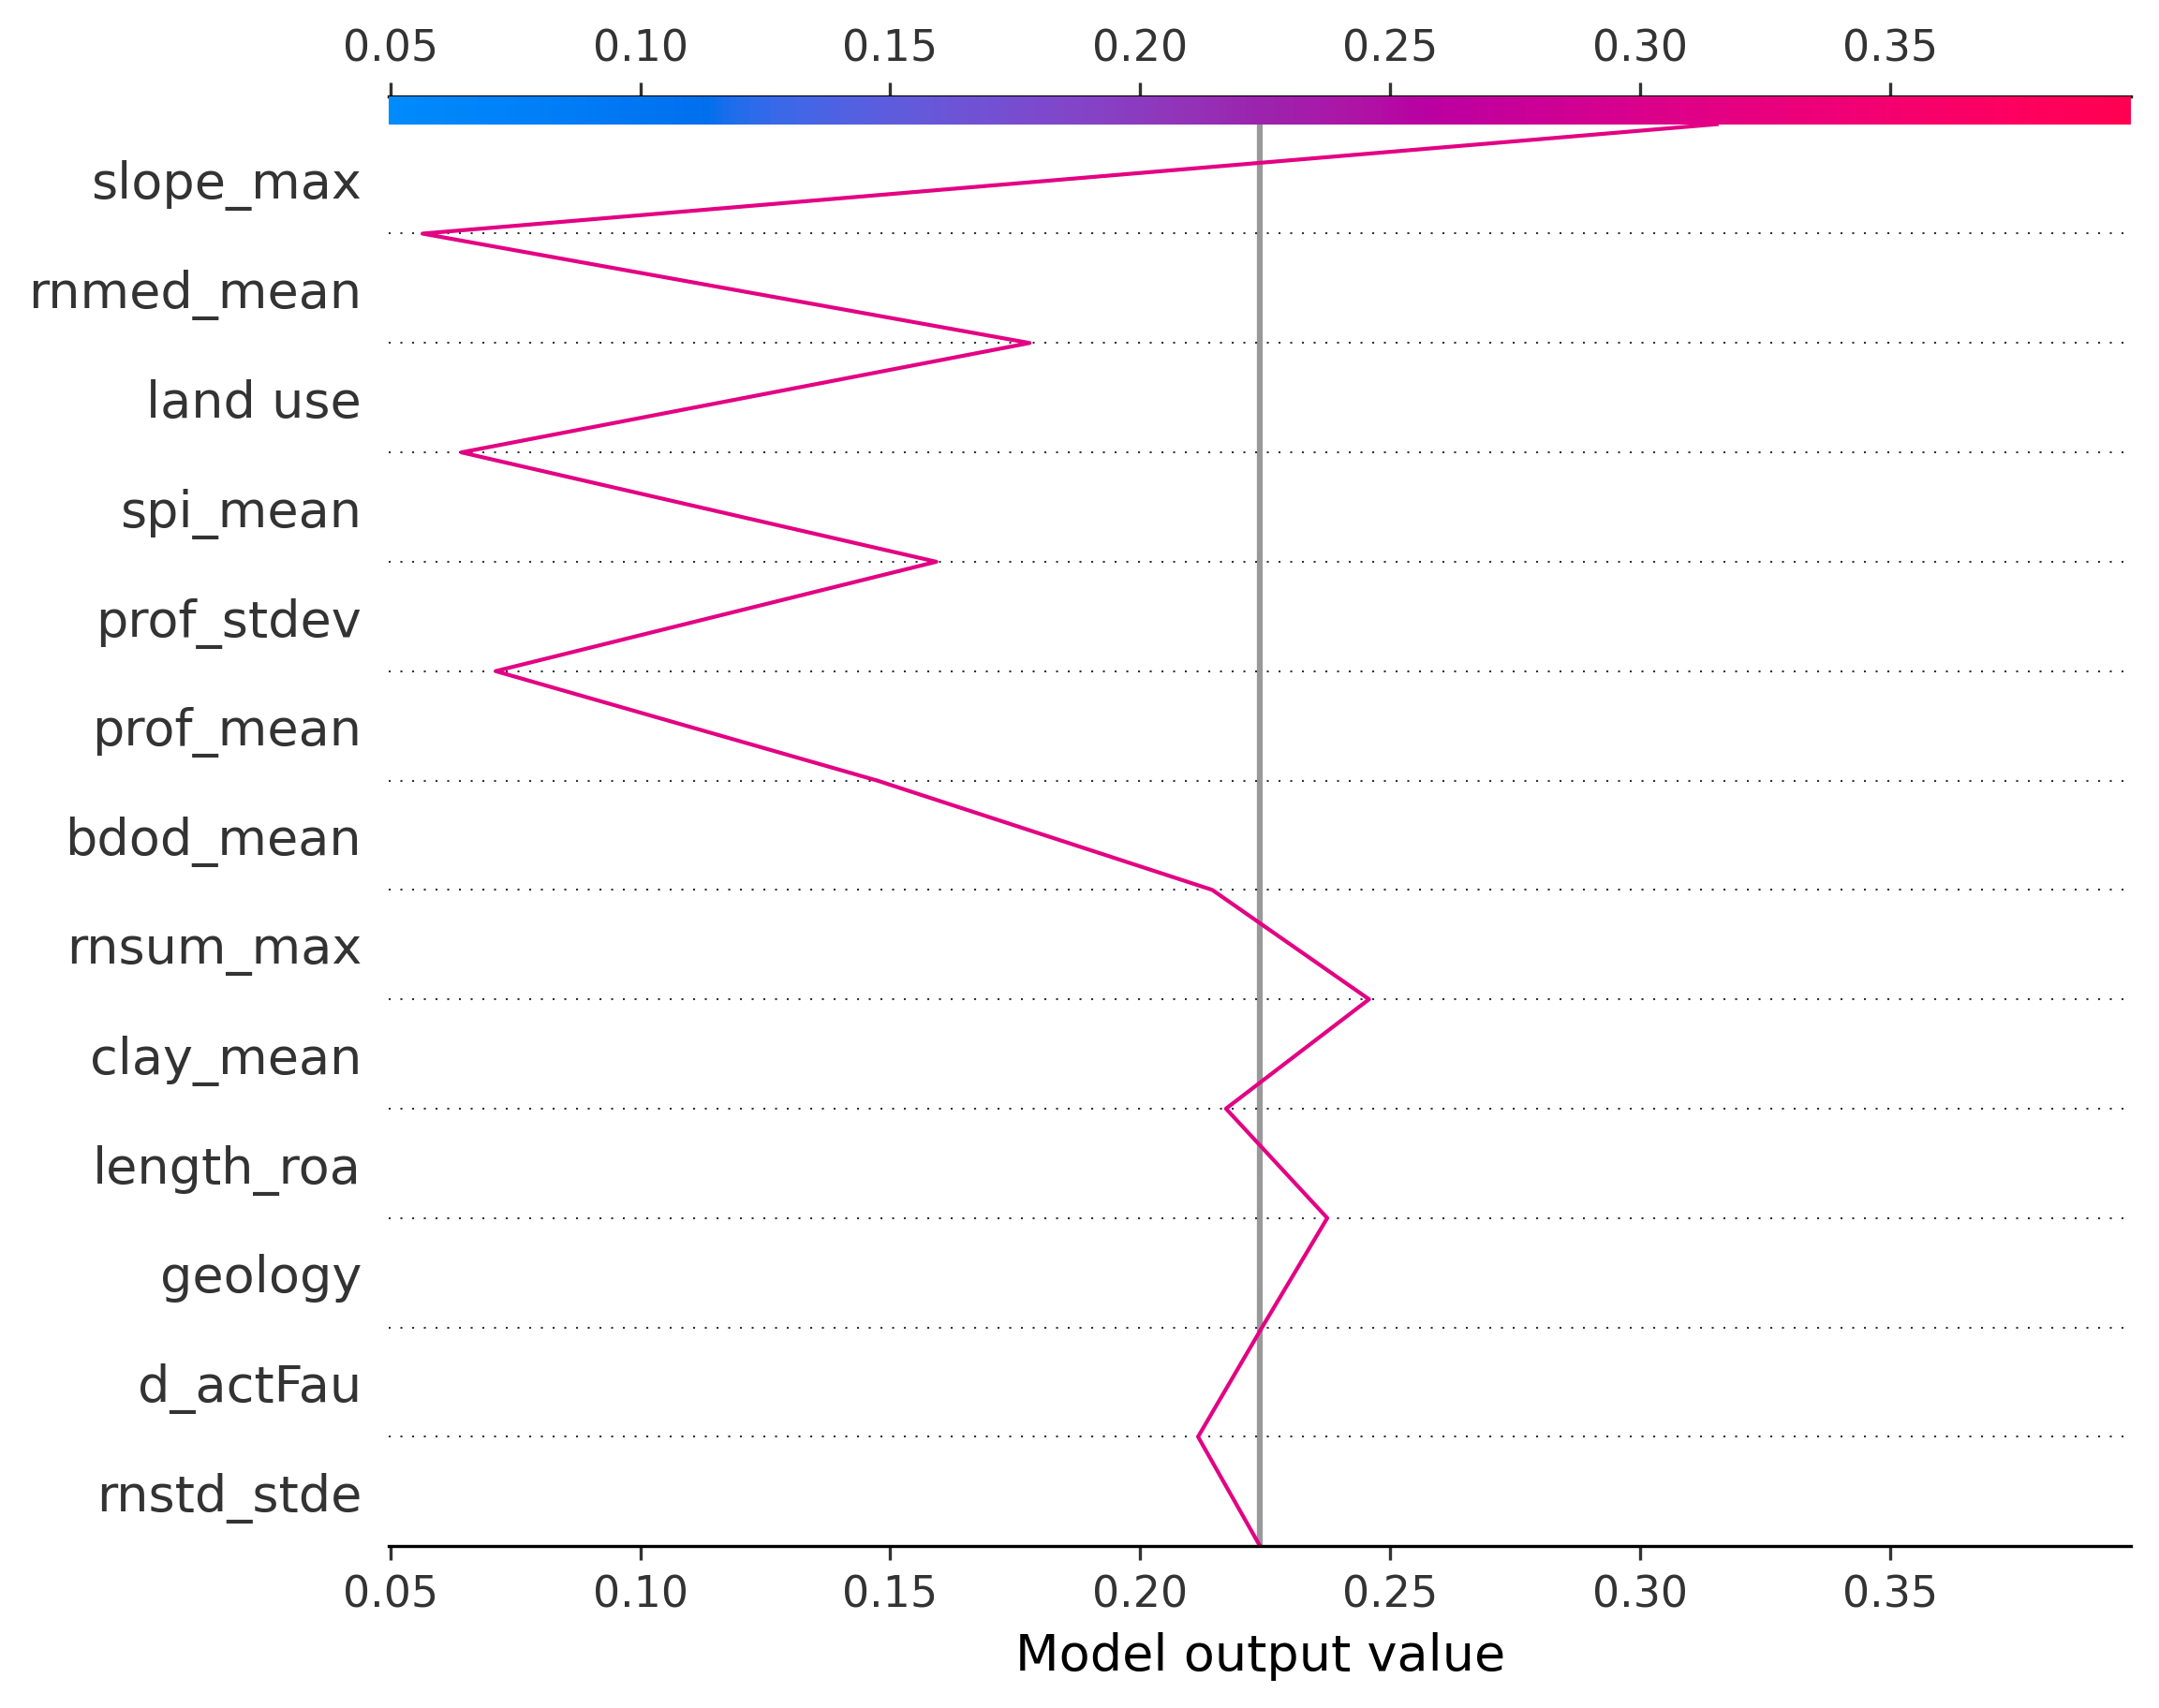 0.05 0.10 0.15 0.20 0.25 0.30 0.35
slope_max
rnmed_mean
land use
spi_mean
prof_stdev
prof_mean
bdod_mean
rnsum_max
clay_mean
length_roa
geology
d_actFau
rnstd_stde
0.05 0.10 0.15 0.20 0.25 0.30 0.35
Model output value